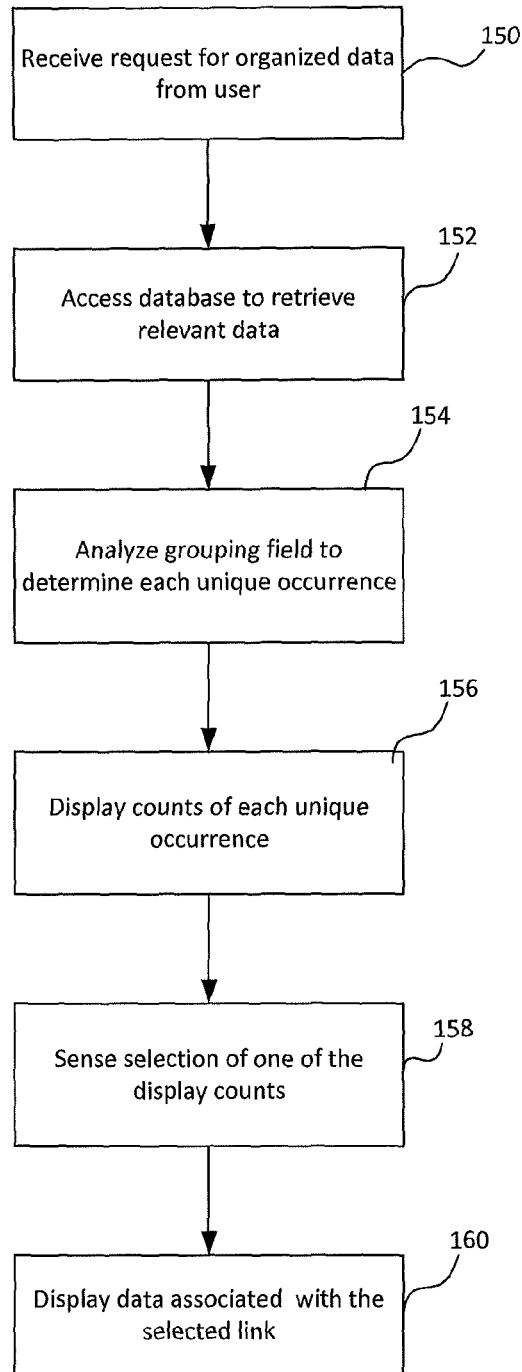 Receive request for organized data
from user
150
Access database to retrieve
relevant data
152
Analyze grouping field to
determine each unique occurrence
154
Display counts of each unique
occurrence
156
Sense selection of one of the
display counts
158
Display data associated with the
selected link
160